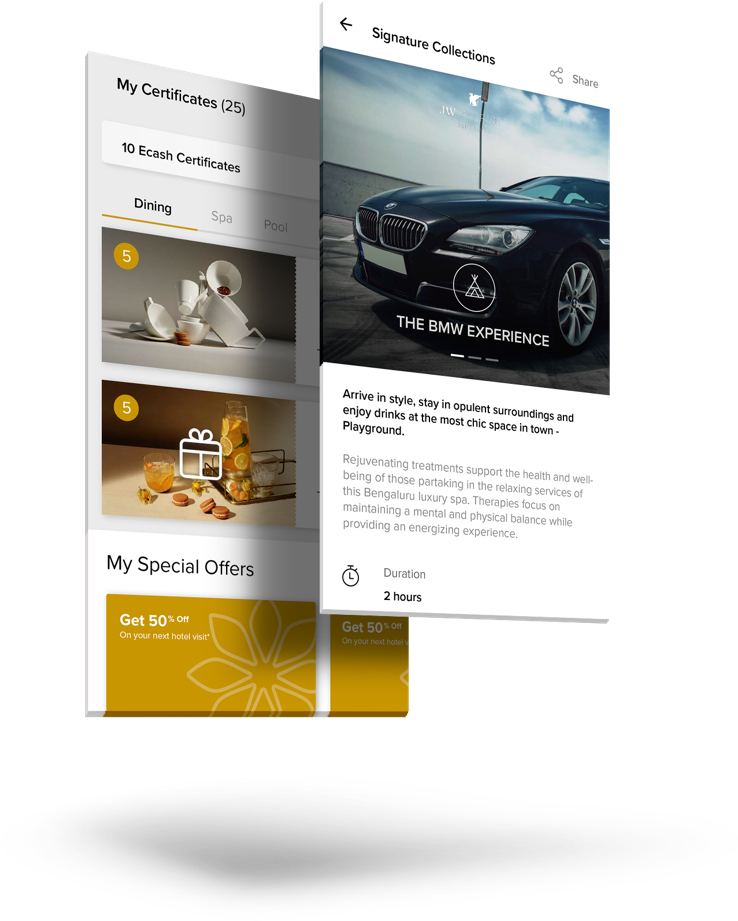 My Certificates (25)
10 Ecash Certificates
Dining
Spa
Pool
5
5
My Special Offers
Get 50% Off
On your next hotel visit*
Get 50% Off
On your next hotel v
Signature Collections
Share
JW
THE BMW EXPERIENCE
Arrive in style, stay in opulent surroundings and
enjoy drinks at the most chic space in town -
Playground.
Rejuvenating treatments support the health and well-
being of those partaking in the relaxing services of
this Bengaluru luxury spa. Therapies focus on
maintaining a mental and physical balance while
providing an energizing experience.
Duration
2 hours